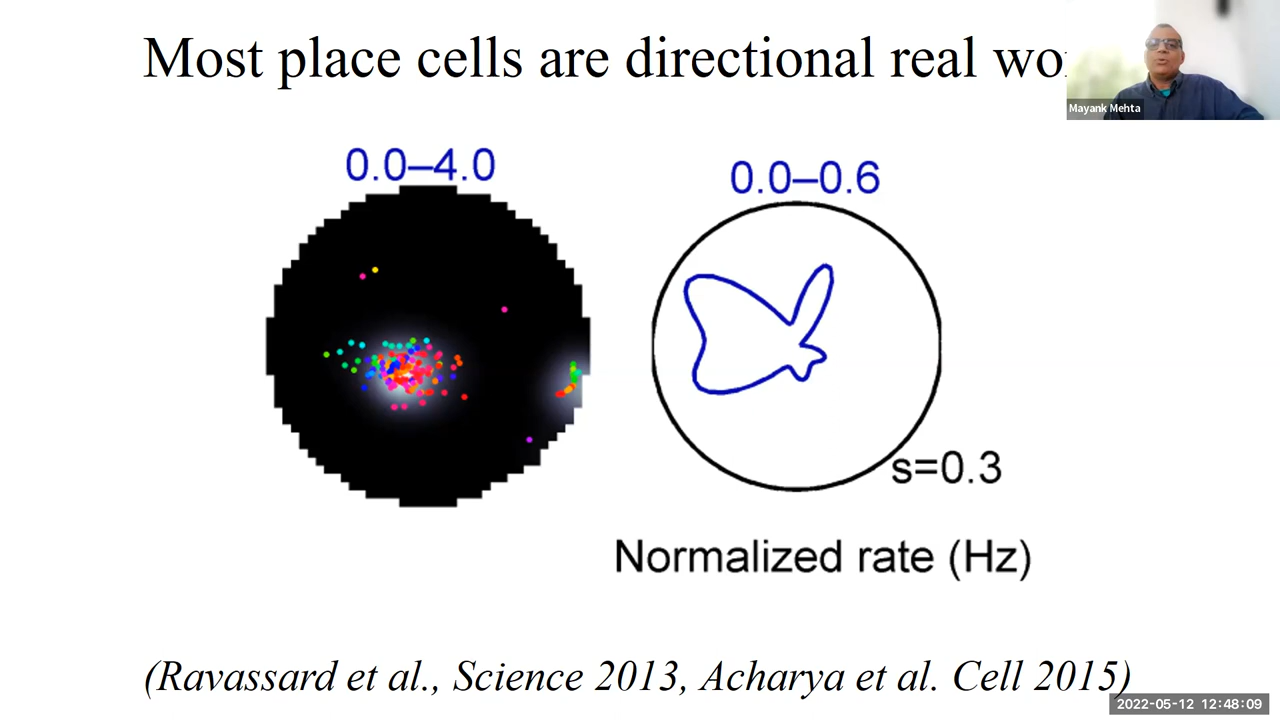 Most place cells are directional real
Mayank Mehta
0.0–4.0
0.0–0.6
s=0.3
Normalized rate (Hz)
(Ravassard et al., Science 2013, Acharya et al. Cell 2015)
2022-05-12 12:48:09